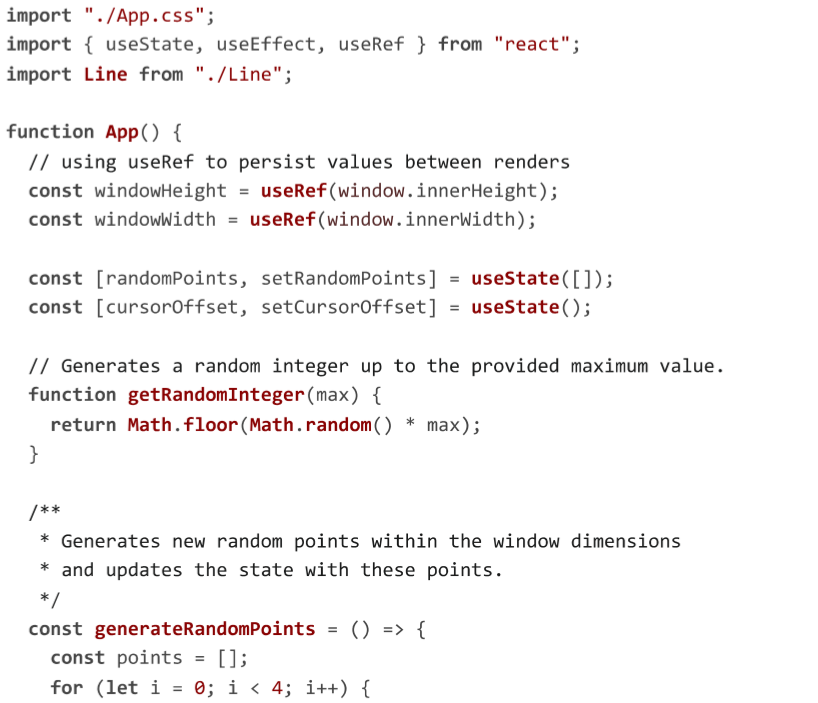 import "./App.css";
import { useState, useEffect, useRef } from "react";
import Line from "./Line";
function App() {
  // using useRef to persist values between renders
  const windowHeight = useRef(window.innerHeight);
  const windowWidth = useRef(window.innerWidth);
  const [randomPoints, setRandomPoints] = useState([]);
  const [cursorOffset, setCursorOffset] = useState();
  // Generates a random integer up to the provided maximum value.
  function getRandomInteger(max) {
    return Math.floor(Math.random() * max);
  }
  /**
   * Generates new random points within the window dimensions
   * and updates the state with these points.
   */
  const generateRandomPoints = () => {
    const points = [];
    for (let i = 0; i < 4; i++) {